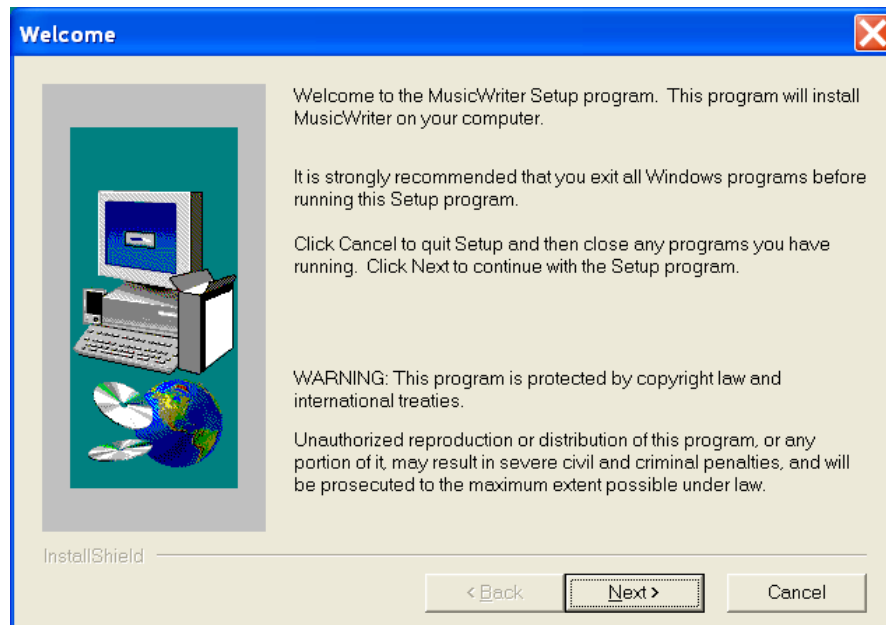 Welcome
Welcome to the MusicWriter Setup program.  This program will install
MusicWriter on your computer.
It is strongly recommended that you exit all Windows programs before
running this Setup program.
Click Cancel to quit Setup and then close any programs you have
running.  Click Next to continue with the Setup program.
WARNING: This program is protected by copyright law and
international treaties.
Unauthorized reproduction or distribution of this program, or any
portion of it, may result in severe civil and criminal penalties, and will
be prosecuted to the maximum extent possible under law.
InstallShield
< Back
Next >
Cancel